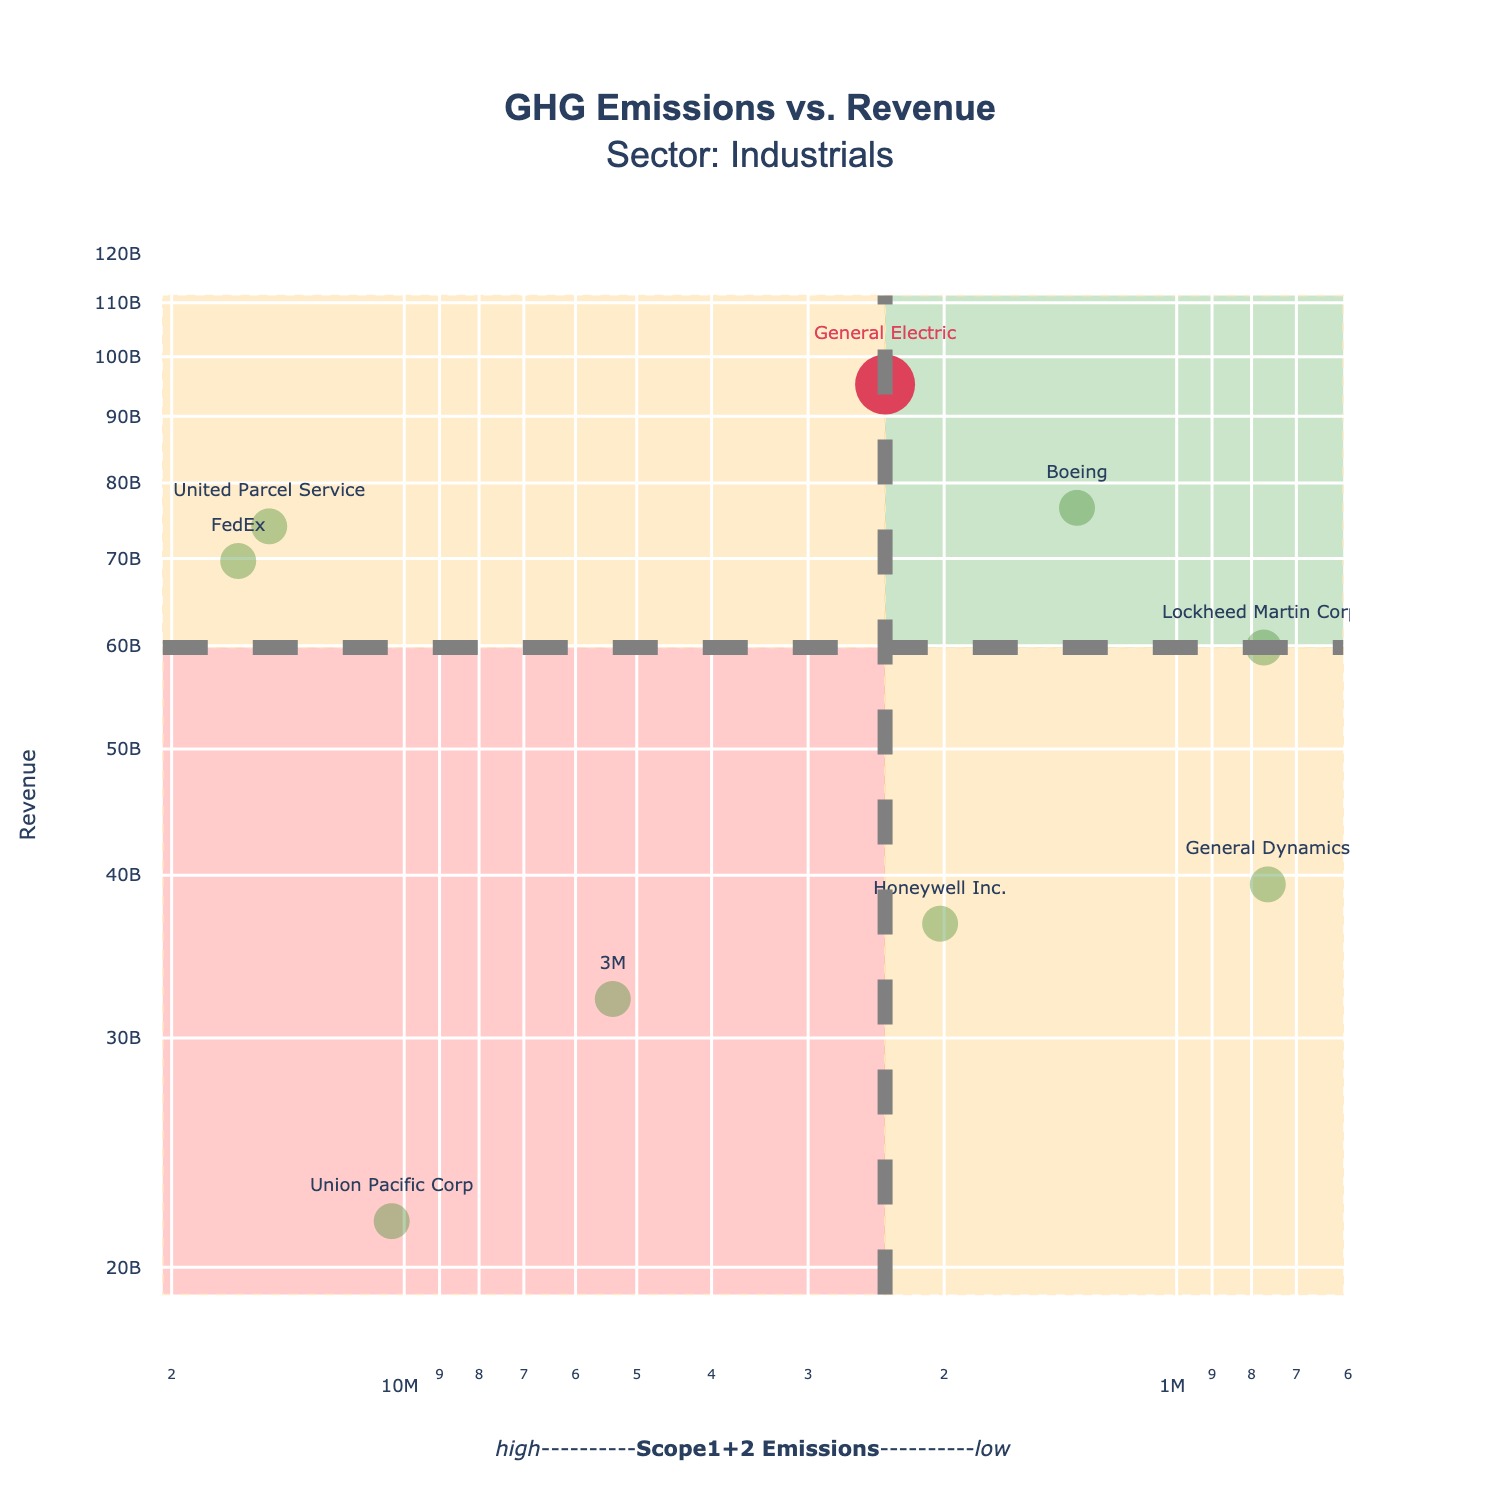 GHG Emissions vs. Revenue
Sector: Industrials
120B
110B
100B
90B
80B
70B
60B
50B
40B
30B
20B
Revenue
General Electric
Boeing
United Parcel Service
FedEx
Lockheed Martin Corp
General Dynamics
Honeywell Inc.
3M
Union Pacific Corp
2 10M 9 8 7 6 5 4 3 2 1M 9 8 7 6
high----------Scope1+2 Emissions----------low